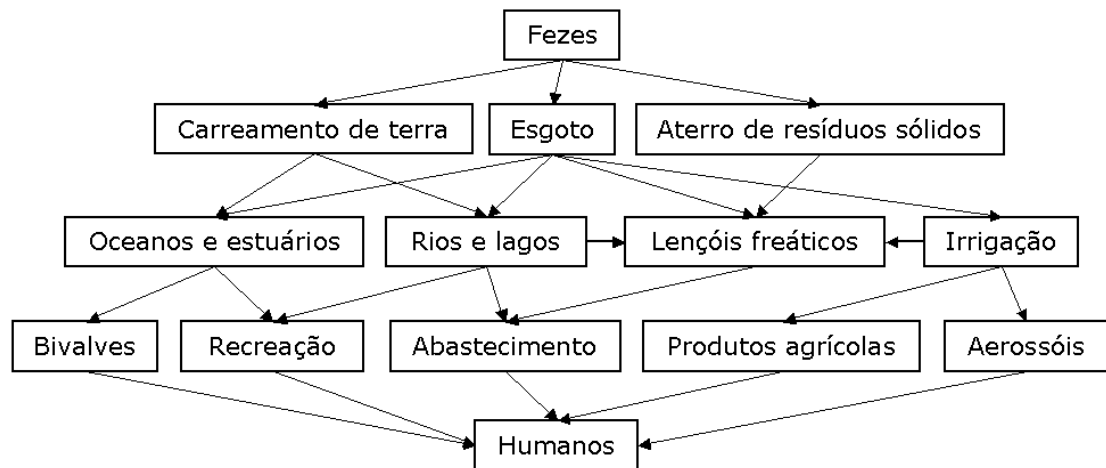 Fezes
Carreamento de terra
Esgoto
Aterro de resíduos sólidos
Oceanos e estuários
Rios e lagos
Lençóis freáticos
Irrigação
Bivalves
Recreação
Abastecimento
Produtos agrícolas
Aerossóis
Humanos